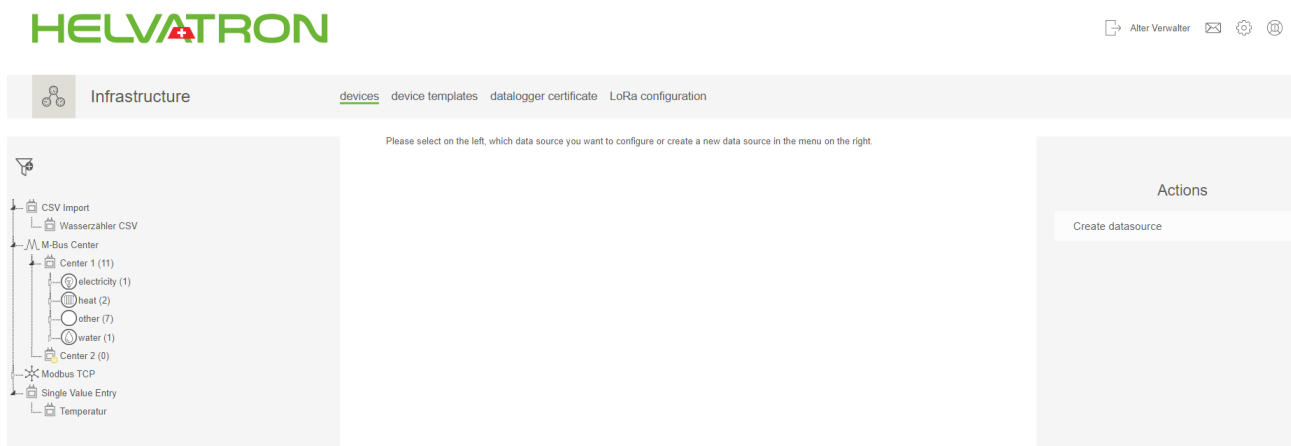 HELVATRON
Alter Verwalter
Infrastructure
devices device templates datalogger certificate LoRa configuration
Please select on the left, which data source you want to configure or create a new data source in the menu on the right.
CSV Import
Wasserzähler CSV
M-Bus Center
Center 1 (11)
electricity (1)
heat (2)
other (7)
water (1)
Center 2 (0)
Modbus TCP
Single Value Entry
Temperatur
Actions
Create datasource